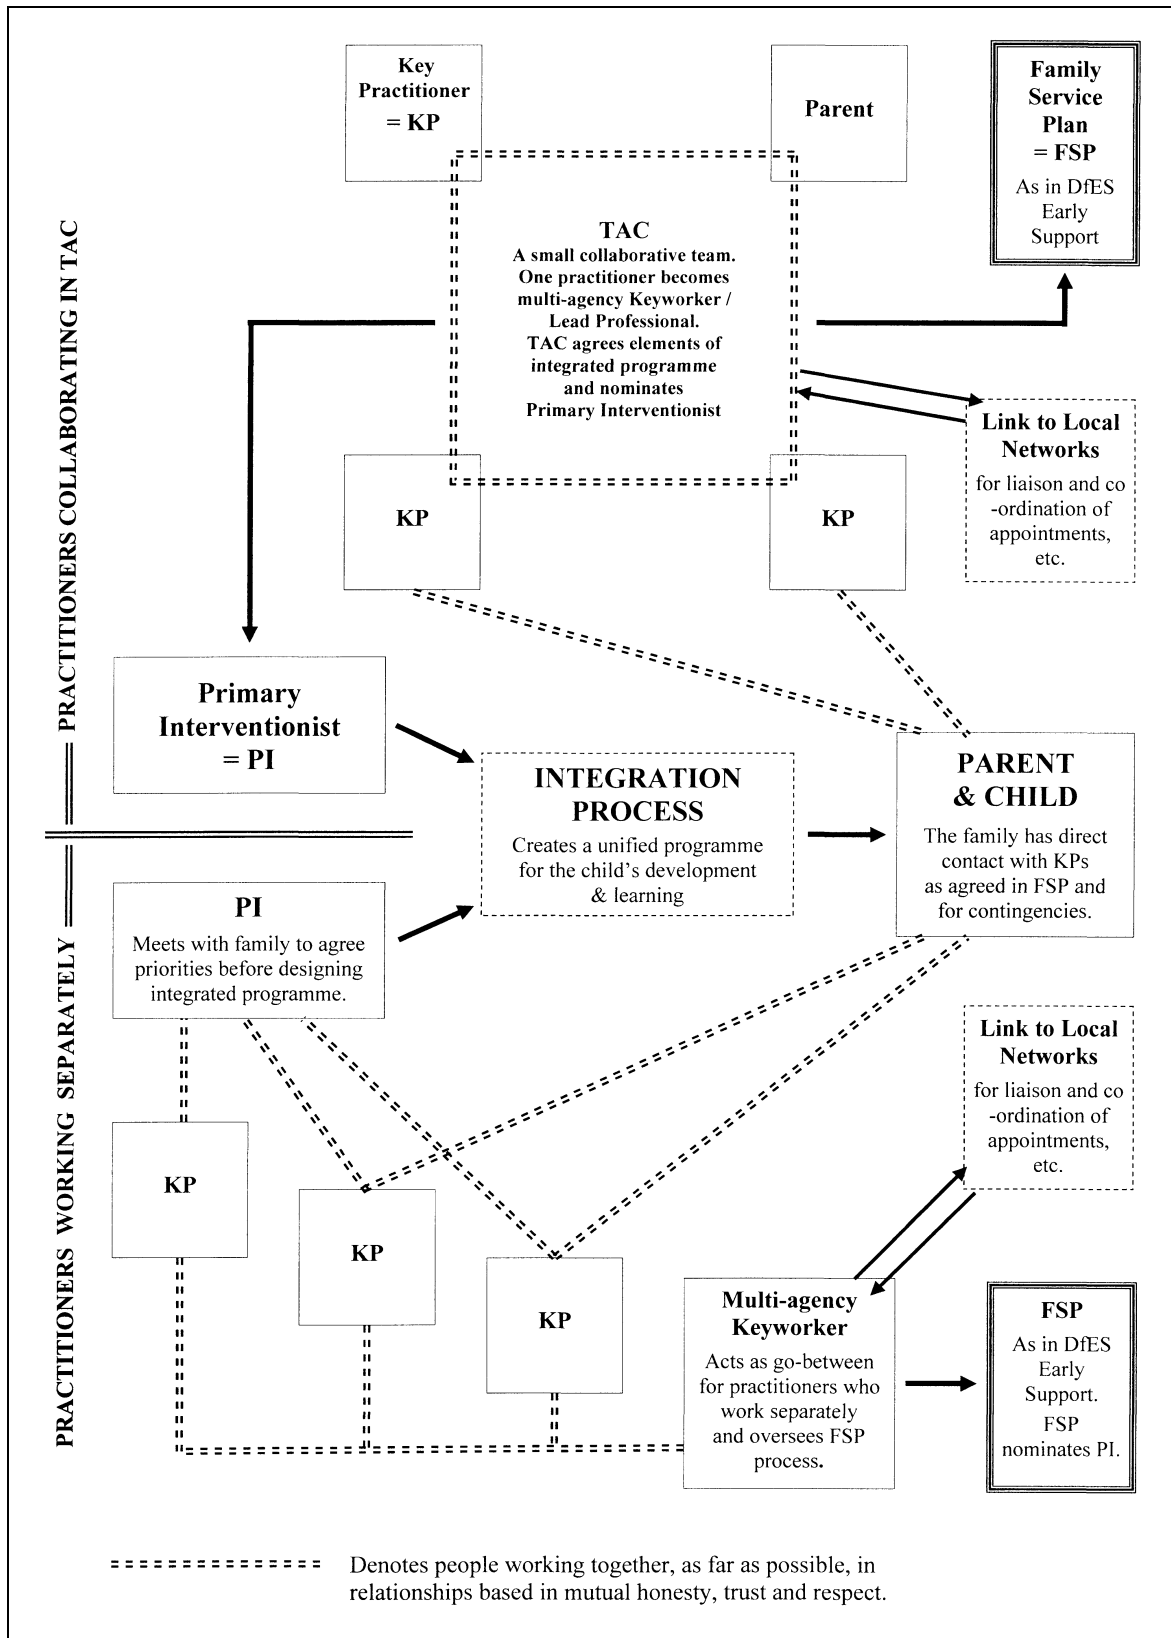 Key
Practitioner
= KP
Parent
Family
Service
Plan
= FSP
As in DfES
Early
Support
TAC
A small collaborative team.
One practitioner becomes
multi-agency Keyworker /
Lead Professional.
TAC agrees elements of
integrated programme
and nominates
Primary Interventionist
Link to Local
Networks
for liaison and co
-ordination of
appointments,
etc.
KP
KP
PRACTITIONERS COLLABORATING IN TAC
Primary
Interventionist
= PI
INTEGRATION
PROCESS
Creates a unified programme
for the child's development
& learning
PARENT
& CHILD
The family has direct
contact with KPs
as agreed in FSP and
for contingencies.
PRACTITIONERS WORKING SEPARATELY
PI
Meets with family to agree
priorities before designing
integrated programme.
Link to Local
Networks
for liaison and co
-ordination of
appointments,
etc.
KP
KP
KP
Multi-agency
Keyworker
Acts as go-between
for practitioners who
work separately
and oversees FSP
process.
FSP
As in DfES
Early
Support.
FSP
nominates PI.
Denotes people working together, as far as possible, in
relationships based in mutual honesty, trust and respect.